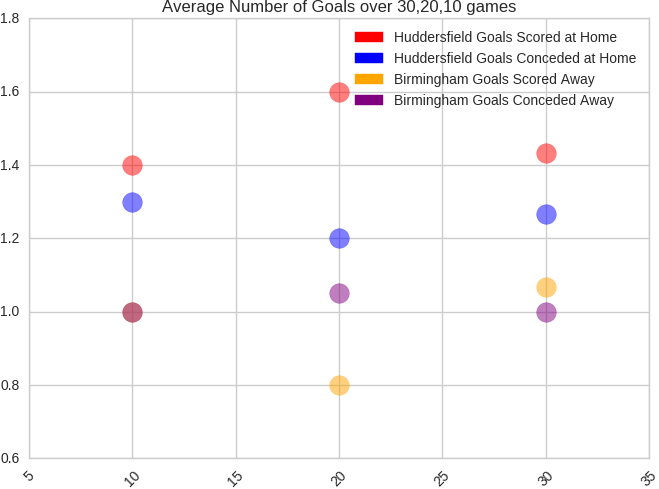 Average Number of Goals over 30,20,10 games
Huddersfield Goals Scored at Home
Huddersfield Goals Conceded at Home
Birmingham Goals Scored Away
Birmingham Goals Conceded Away
1.8
1.6
1.4
1.2
1.0
0.8
0.6
5
10
15
20
25
30
35